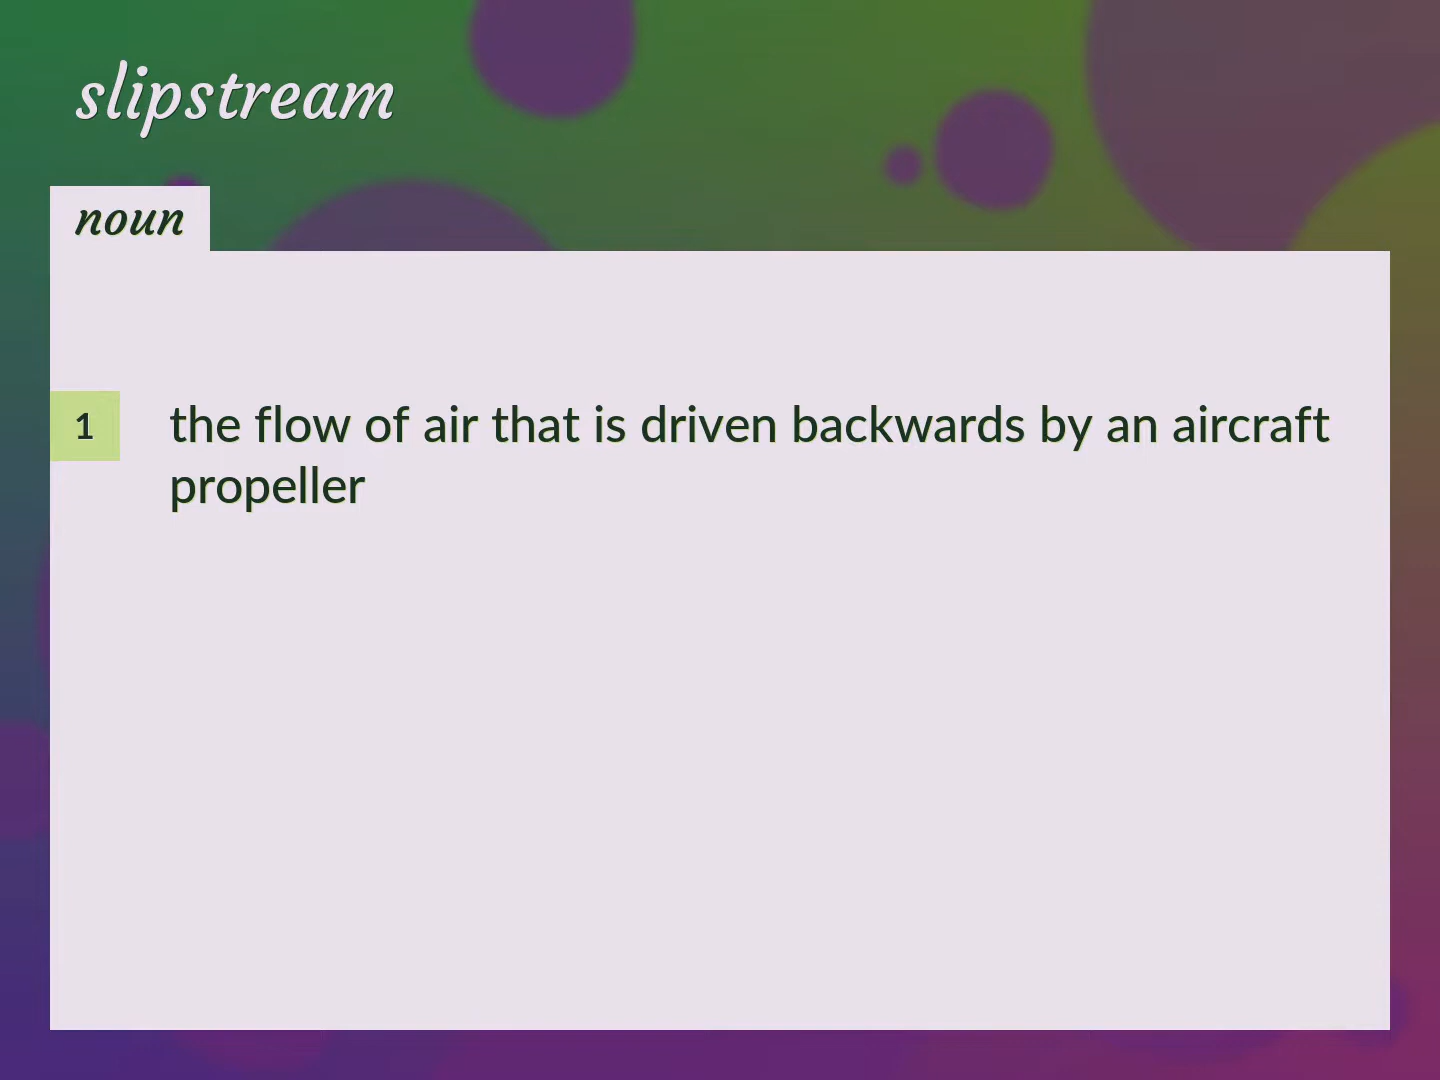 slipstream
noun
1 the flow of air that is driven backwards by an aircraft
propeller